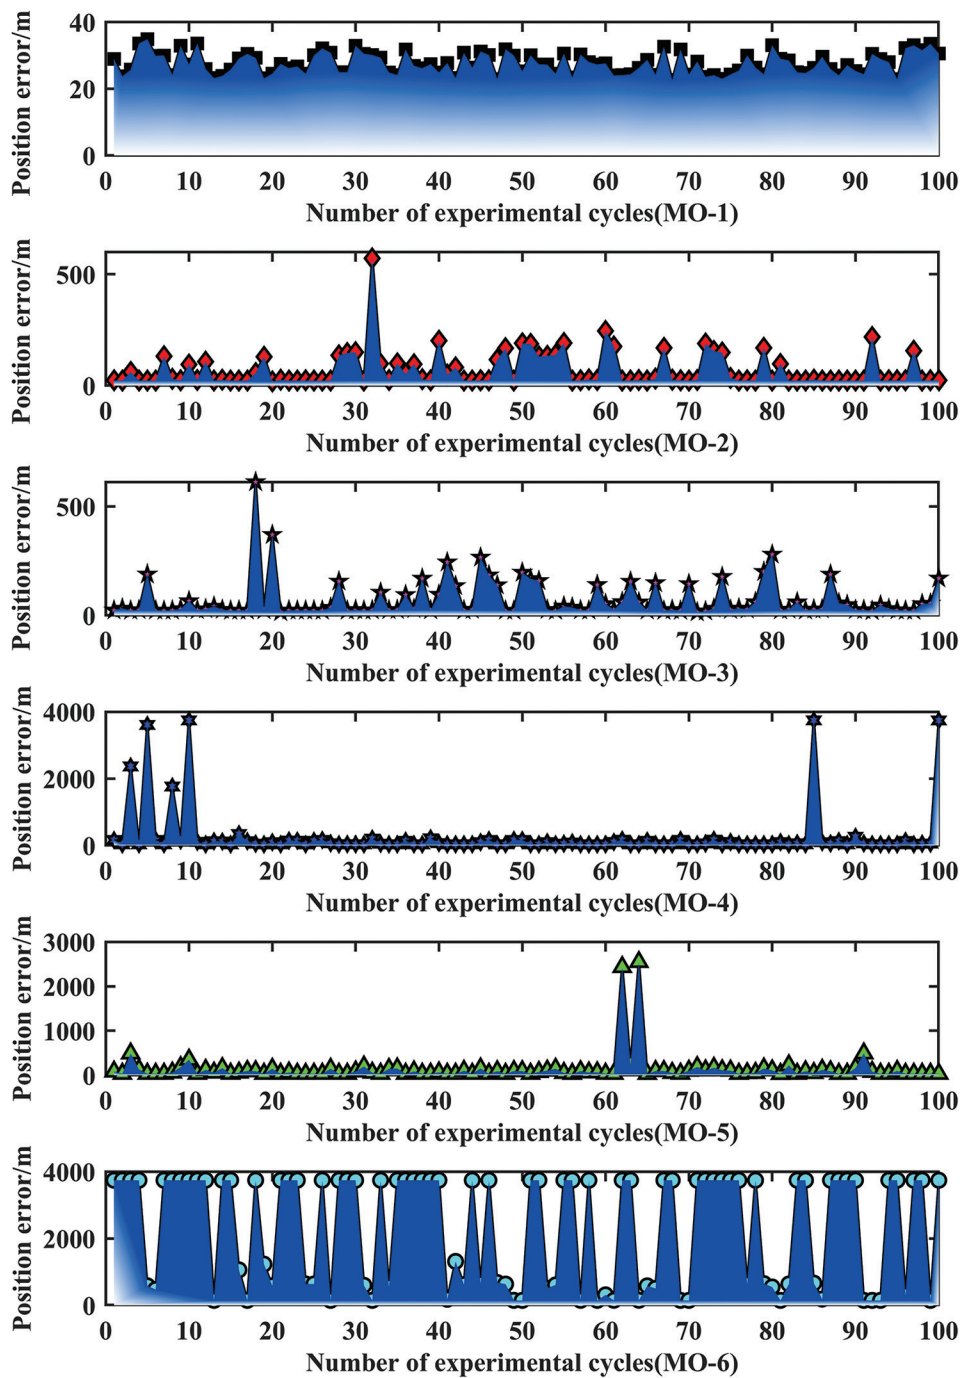 Position error/m
40
20
0
0 10 20 30 40 50 60 70 80 90 100
Number of experimental cycles(MO-1)
Position error/m
500
0
0 10 20 30 40 50 60 70 80 90 100
Number of experimental cycles(MO-2)
Position error/m
500
0
0 10 20 30 40 50 60 70 80 90 100
Number of experimental cycles(MO-3)
Position error/m
4000
2000
0
0 10 20 30 40 50 60 70 80 90 100
Number of experimental cycles(MO-4)
Position error/m
3000
2000
1000
0
0 10 20 30 40 50 60 70 80 90 100
Number of experimental cycles(MO-5)
Position error/m
4000
2000
0
0 10 20 30 40 50 60 70 80 90 100
Number of experimental cycles(MO-6)